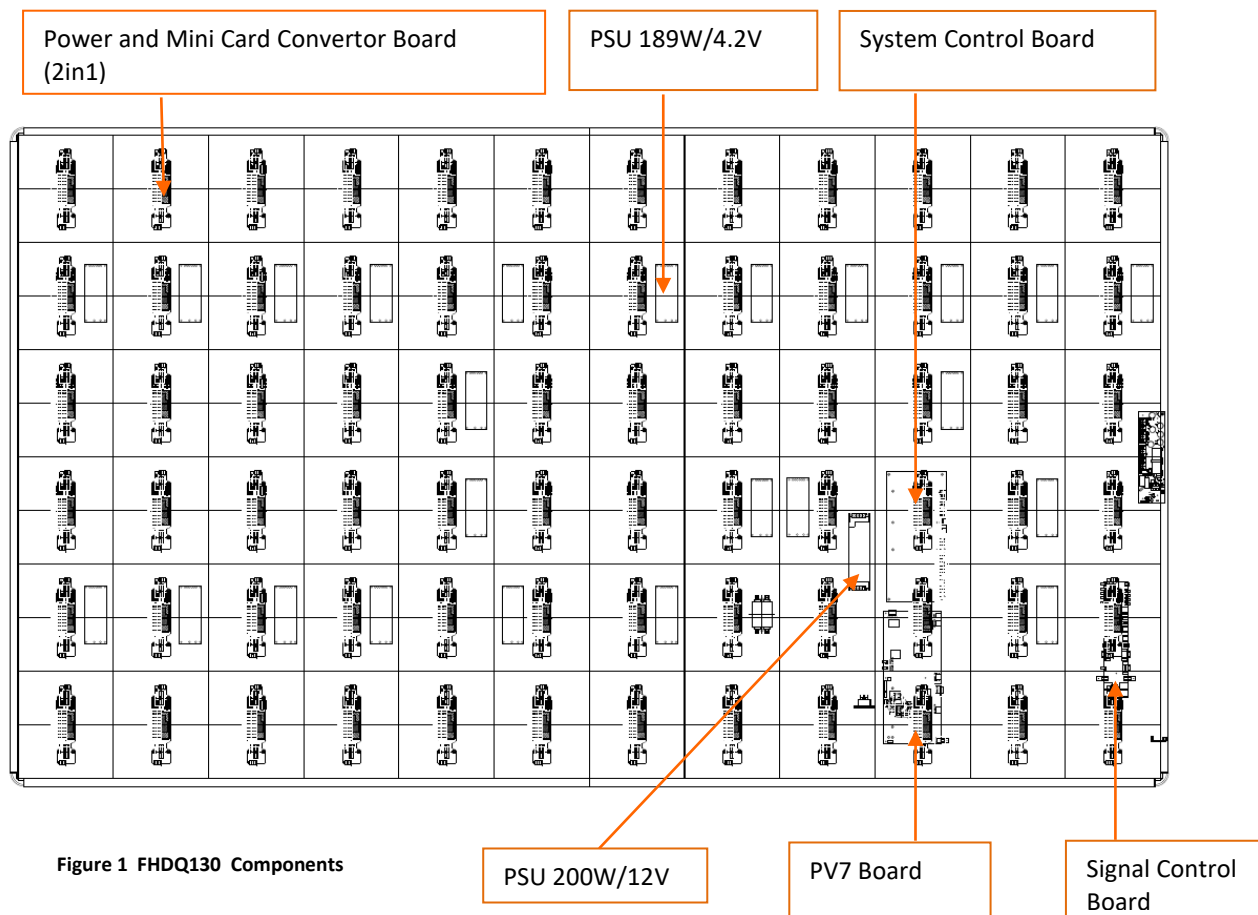 Power and Mini Card Convertor Board
(2in1)
PSU 189W/4.2V
System Control Board
Figure 1 FHDQ130 Components
PSU 200W/12V
PV7 Board
Signal Control
Board